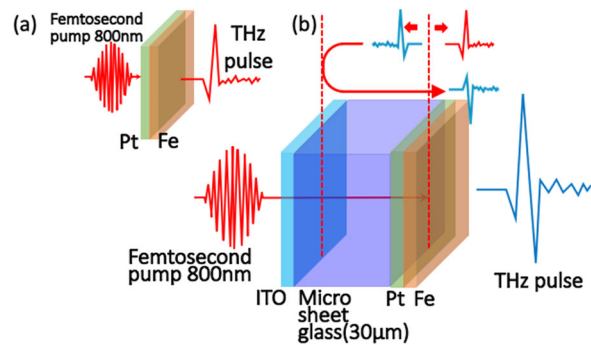 (a)
Femtosecond
pump 800nm
THz
pulse
Pt
Fe
(b)
Femtosecond
pump 800nm
ITO
Micro
sheet
glass(30μm)
Pt
Fe
THz pulse